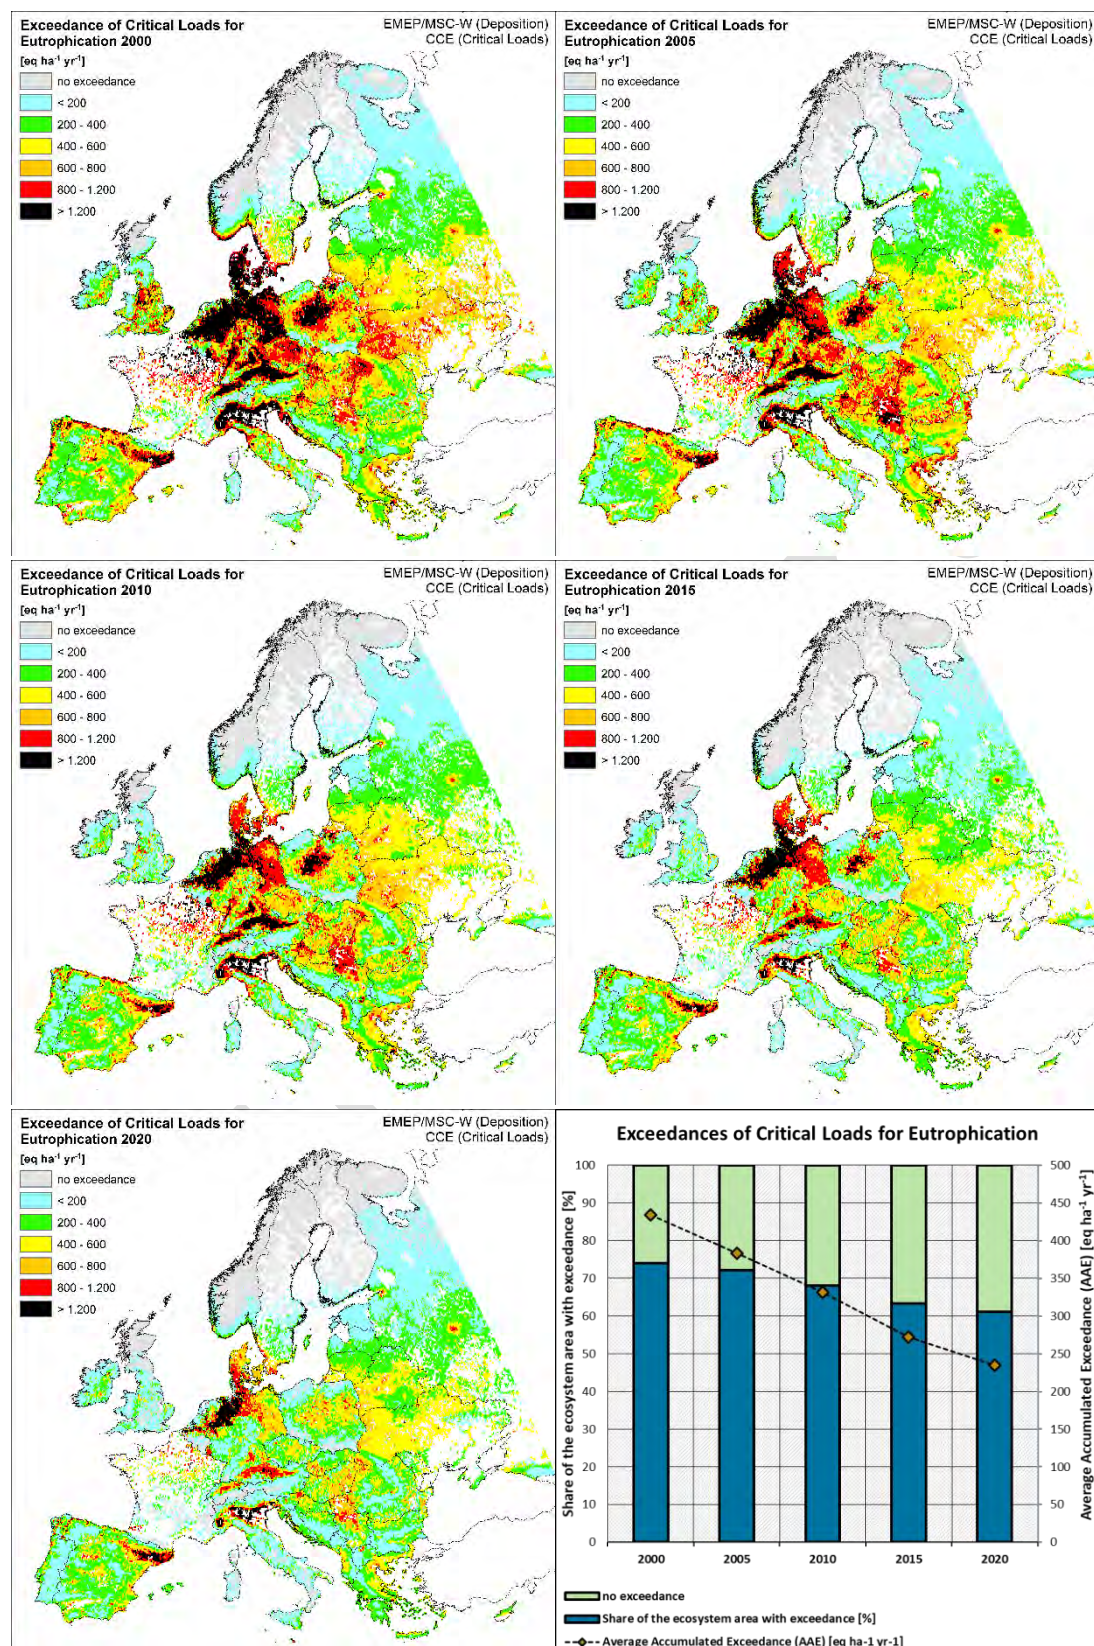 Exceedance of Critical Loads for
Eutrophication 2000
EMEP/MSC-W (Deposition)
CCE (Critical Loads)
[eq ha-1 yr-1]
no exceedance
< 200
200 - 400
400 - 600
600 - 800
800 - 1.200
> 1.200
Exceedance of Critical Loads for
Eutrophication 2005
EMEP/MSC-W (Deposition)
CCE (Critical Loads)
[eq ha-1 yr-1]
no exceedance
< 200
200 - 400
400 - 600
600 - 800
800 - 1.200
> 1.200
Exceedance of Critical Loads for
Eutrophication 2010
EMEP/MSC-W (Deposition)
CCE (Critical Loads)
[eq ha-1 yr-1]
no exceedance
< 200
200 - 400
400 - 600
600 - 800
800 - 1.200
> 1.200
Exceedance of Critical Loads for
Eutrophication 2015
EMEP/MSC-W (Deposition)
CCE (Critical Loads)
[eq ha-1 yr-1]
no exceedance
< 200
200 - 400
400 - 600
600 - 800
800 - 1.200
> 1.200
Exceedance of Critical Loads for
Eutrophication 2020
EMEP/MSC-W (Deposition)
CCE (Critical Loads)
[eq ha-1 yr-1]
no exceedance
< 200
200 - 400
400 - 600
600 - 800
800 - 1.200
> 1.200
Exceedances of Critical Loads for Eutrophication
Share of the ecosystem area with exceedance [%]
100
90
80
70
60
50
40
30
20
10
0
500
450
400
350
300
250
200
150
100
50
0
Average Accumulated Exceedance (AAE) [eq ha-1 yr-1]
2000 2005 2010 2015 2020
no exceedance
Share of the ecosystem area with exceedance [%]
Average Accumulated Exceedance (AAE) [eq ha-1 yr-1]